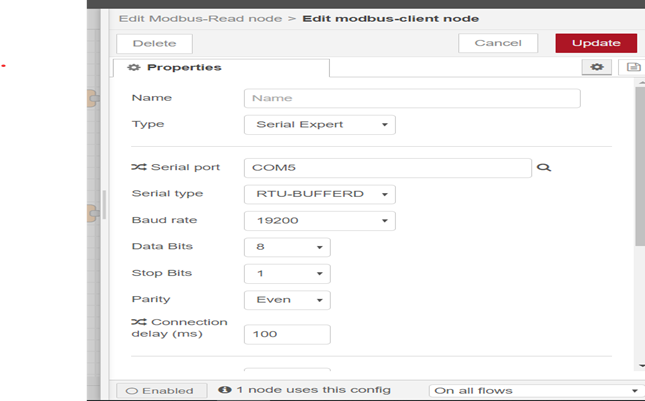 Edit Modbus-Read node > Edit modbus-client node
Delete Cancel Update
Properties
Name Name
Type Serial Expert
Serial port COM5
Serial type RTU-BUFFERD
Baud rate 19200
Data Bits 8
Stop Bits 1
Parity Even
Connection
delay (ms) 100
Enabled 1 node uses this config On all flows